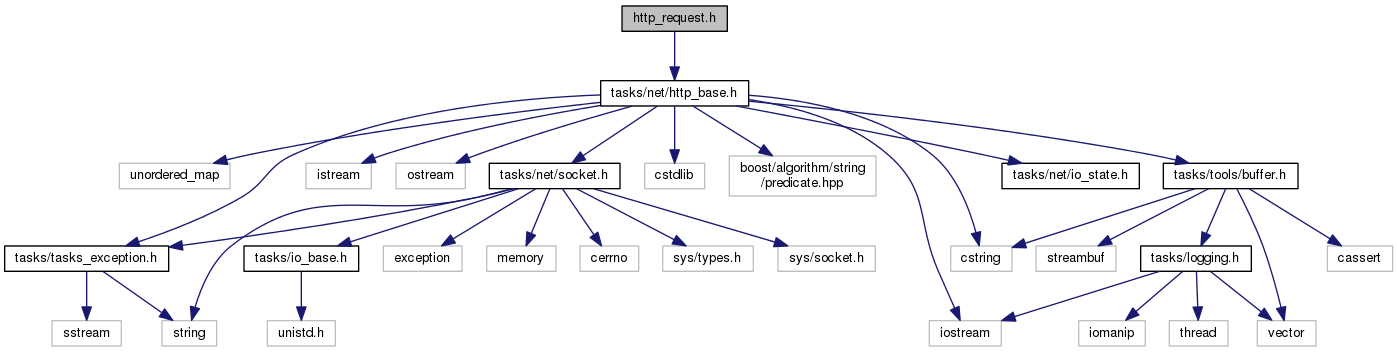 http_request.h
tasks/net/http_base.h
unordered_map
istream
ostream
tasks/net/socket.h
cstdlib
boost/algorithm/string
/predicate.hpp
tasks/net/io_state.h
tasks/tools/buffer.h
tasks/tasks_exception.h
tasks/io_base.h
exception
memory
cerrno
sys/types.h
sys/socket.h
cstring
streambuf
tasks/logging.h
cassert
sstream
string
unistd.h
iostream
iomanip
thread
vector